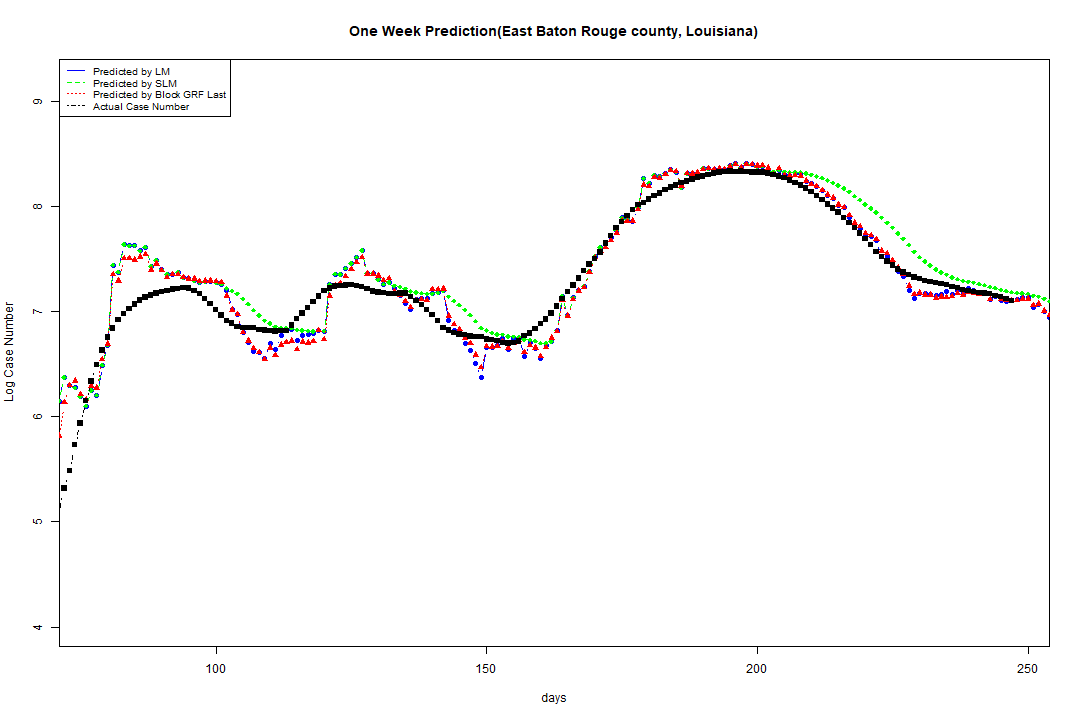 One Week Prediction(East Baton Rouge county, Louisiana)
Predicted by LM
Predicted by SLM
Predicted by Block GRF Last
Actual Case Number
9
8
7
6
5
4
Log Case Number
100 150 200 250
days